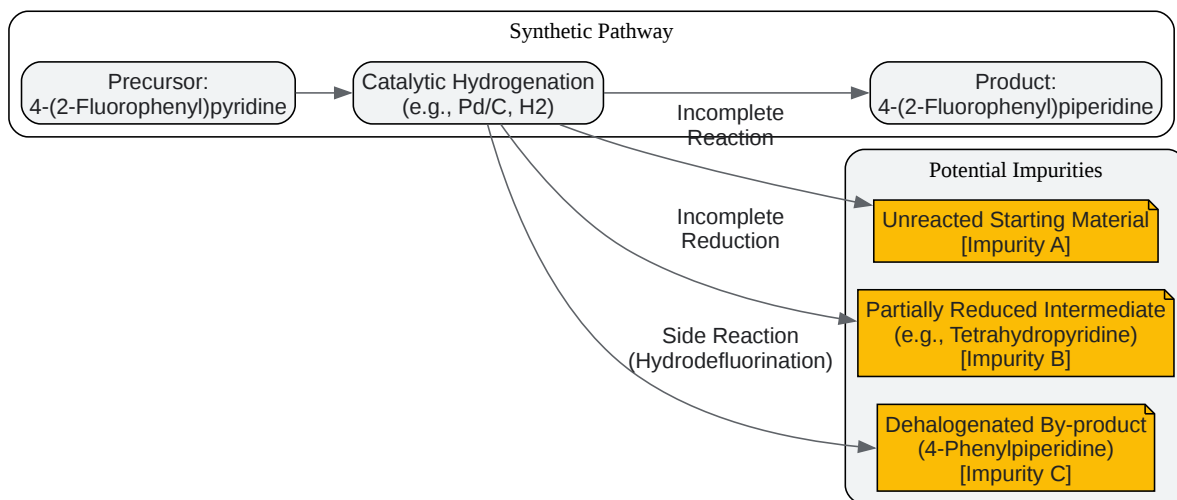 Synthetic Pathway
Precursor:
4-(2-Fluorophenyl)pyridine
Catalytic Hydrogenation
(e.g., Pd/C, H2)
Product:
4-(2-Fluorophenyl)piperidine
Incomplete
Reaction
Potential Impurities
Unreacted Starting Material
[Impurity A]
Incomplete
Reduction
Partially Reduced Intermediate
(e.g., Tetrahydropyridine)
[Impurity B]
Side Reaction
(Hydrodefluorination)
Dehalogenated By-product
(4-Phenylpiperidine)
[Impurity C]